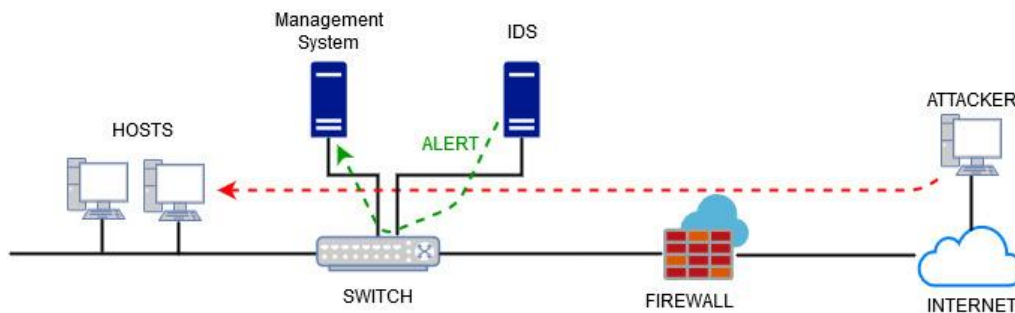 Management
System
IDS
ATTACKER
HOSTS
ALERT
SWITCH
FIREWALL
INTERNET